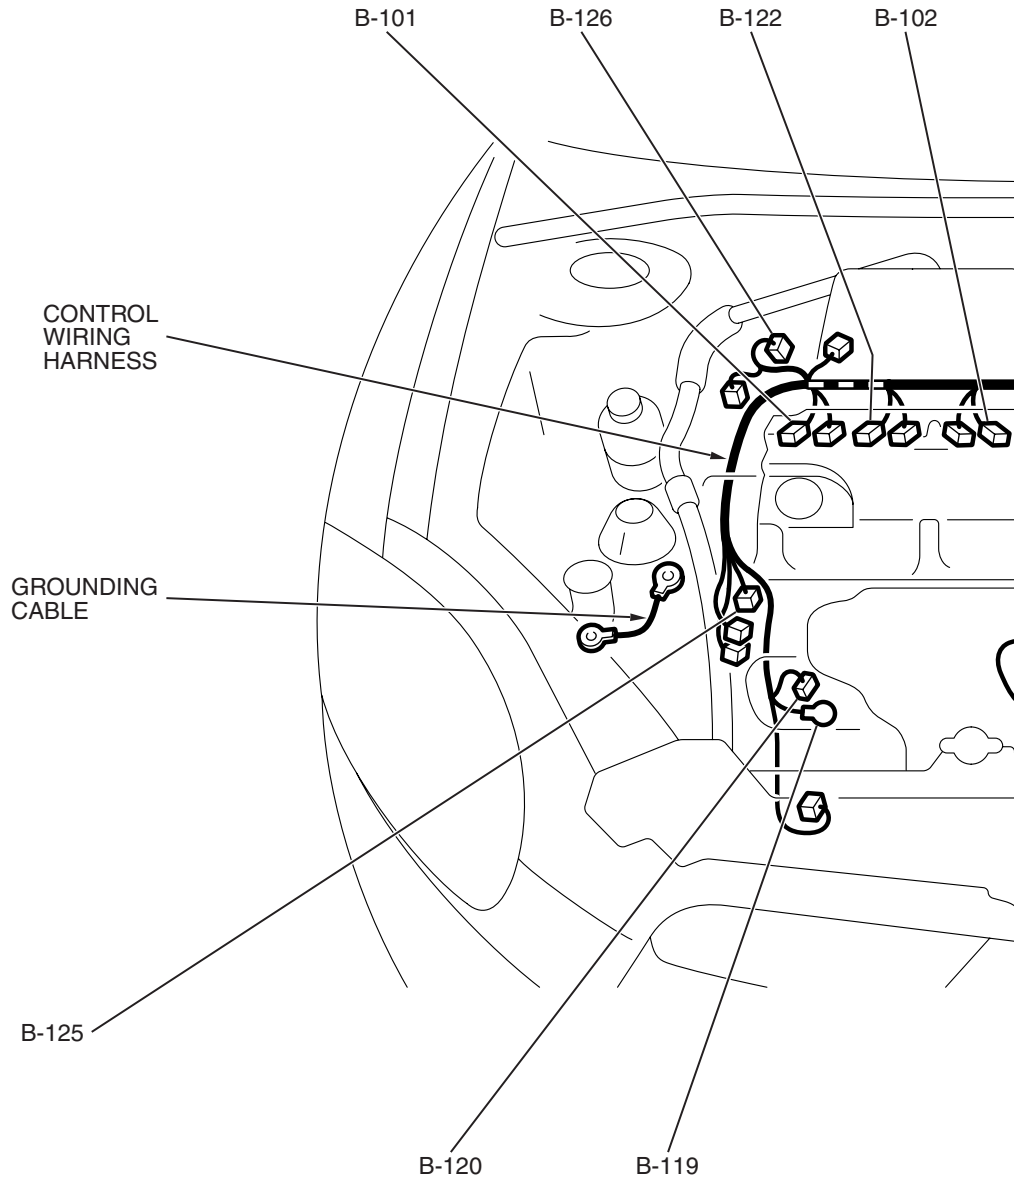 B-101
B-126
B-122
B-102
CONTROL
WIRING
HARNESS
GROUNDING
CABLE
B-125
B-120
B-119